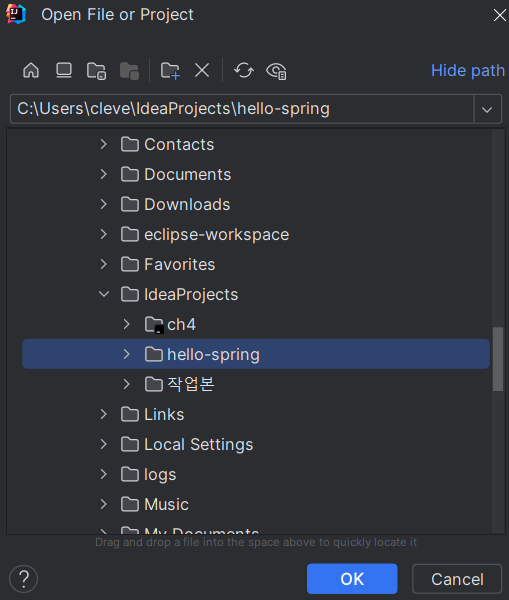 Open File or Project
Hide path
C:\Users\cleve\IdeaProjects\hello-spring
Contacts
Documents
Downloads
eclipse-workspace
Favorites
IdeaProjects
ch4
hello-spring
작업본
Links
Local Settings
logs
Music
My Documents
Drag and drop a file into the space above to quickly locate it
? OK Cancel